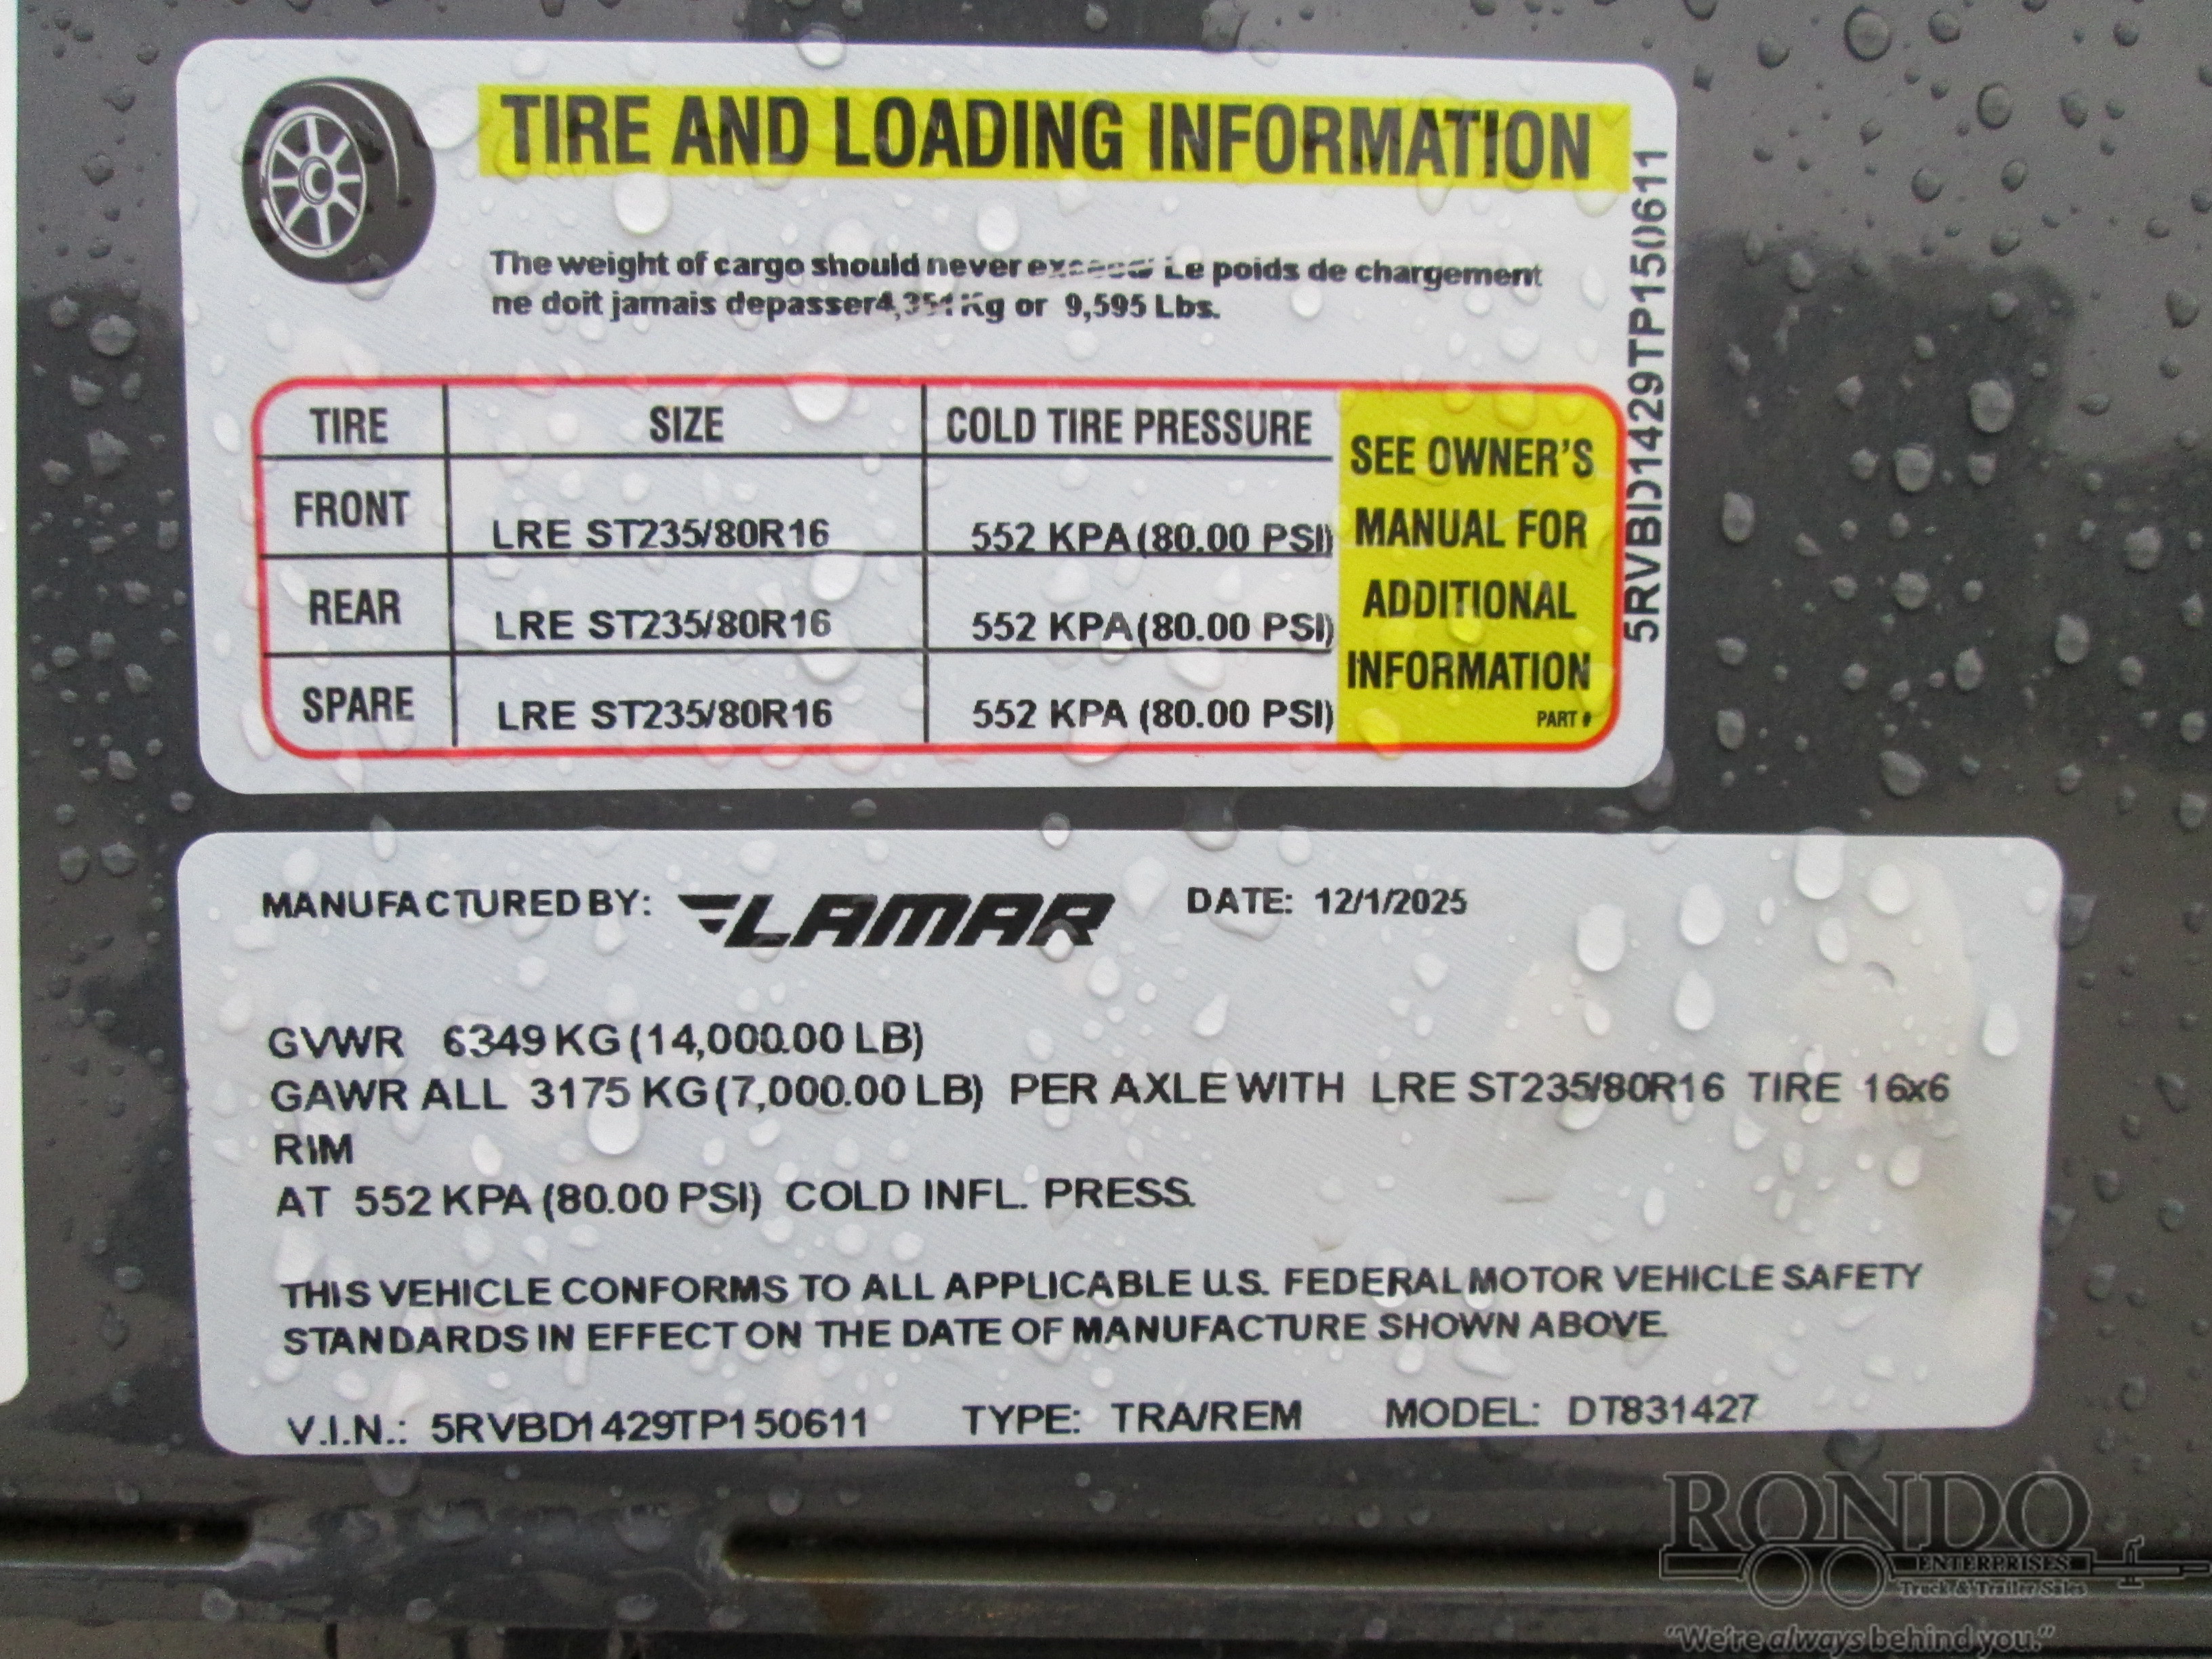 TIRE AND LOADING INFORMATION
The weight of cargo should never exceed Le poids de chargement
ne doit jamais depasser 4,351 Kg or 9,595 Lbs.
TIRE SIZE COLD TIRE PRESSURE
FRONT LRE ST235/80R16 552 KPA (80.00 PSI)
REAR LRE ST235/80R16 552 KPA (80.00 PSI)
SPARE LRE ST235/80R16 552 KPA (80.00 PSI)
SEE OWNER'S
MANUAL FOR
ADDITIONAL
INFORMATION
PART #
5RVBD1429TP150611
MANUFACTURED BY: LAMAR DATE: 12/1/2025
GVWR 6349 KG (14,000.00 LB)
GAWR ALL 3175 KG (7,000.00 LB) PER AXLE WITH LRE ST235/80R16 TIRE 16x6
RIM
AT 552 KPA (80.00 PSI) COLD INFL. PRESS.
THIS VEHICLE CONFORMS TO ALL APPLICABLE U.S. FEDERAL MOTOR VEHICLE SAFETY
STANDARDS IN EFFECT ON THE DATE OF MANUFACTURE SHOWN ABOVE.
V.I.N.: 5RVBD1429TP150611 TYPE: TRA/REM MODEL: DT831427
RONDO
ENTERPRISES
Truck & Trailer Sales
"We're always behind you."